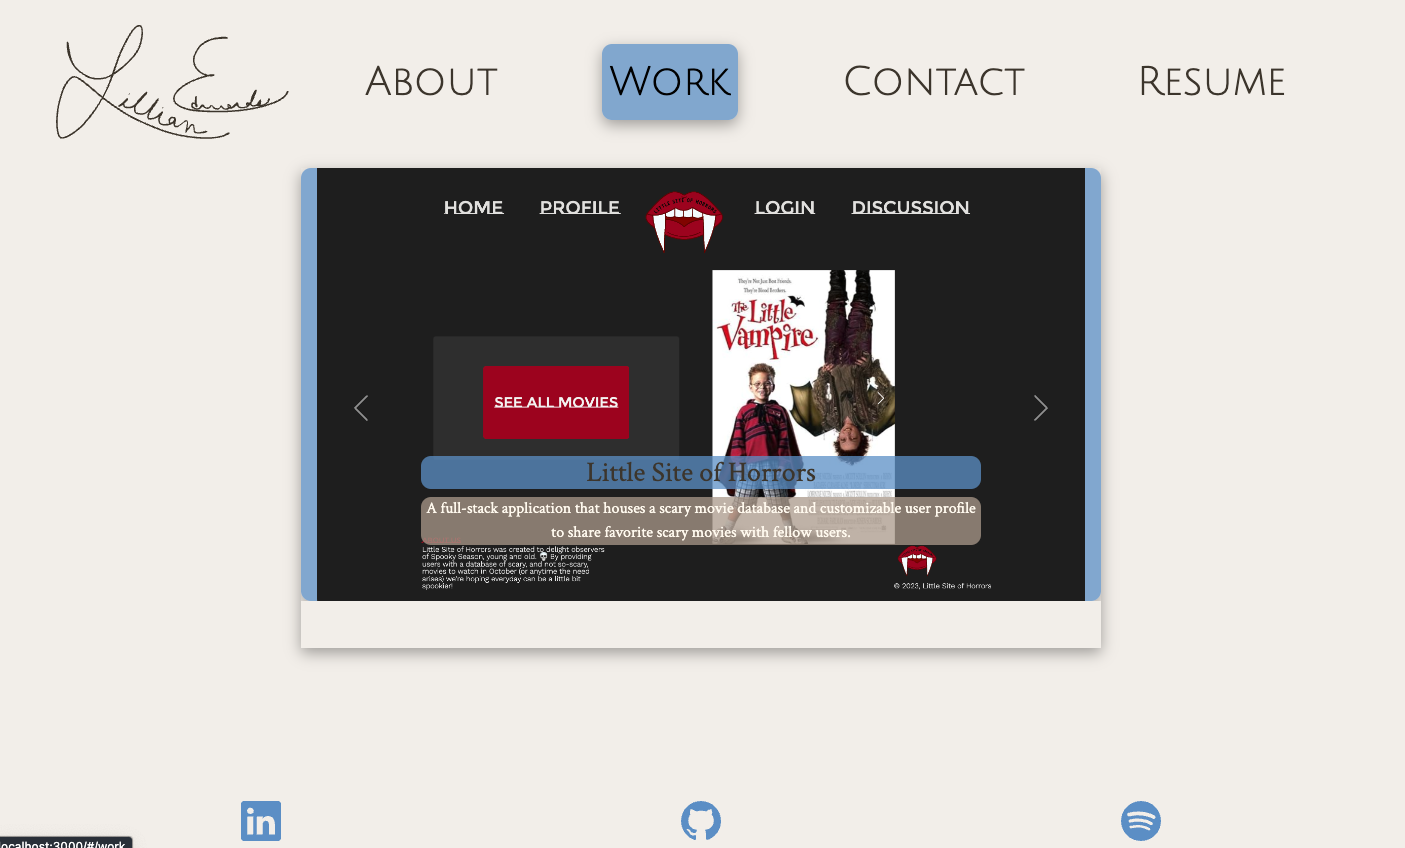 Lillian Edwards
About Work Contact Resume
HOME PROFILE LOGIN DISCUSSION
LITTLE SITE OF HORRORS
They're Not Just Best Friends.
They're Blood Brothers.
The Little
Vampire
SEE ALL MOVIES
Little Site of Horrors
A full-stack application that houses a scary movie database and customizable user profile
to share favorite scary movies with fellow users.
Little Site of Horrors was created to delight observers
of Spooky Season, young and old. 💀 By providing
users with a database of scary, and not so-scary,
movies to watch in October (or anytime the need
arises) we're hoping everyday can be a little bit
spookier!
© 2023, Little Site of Horrors
in
localhost:3000/#/work